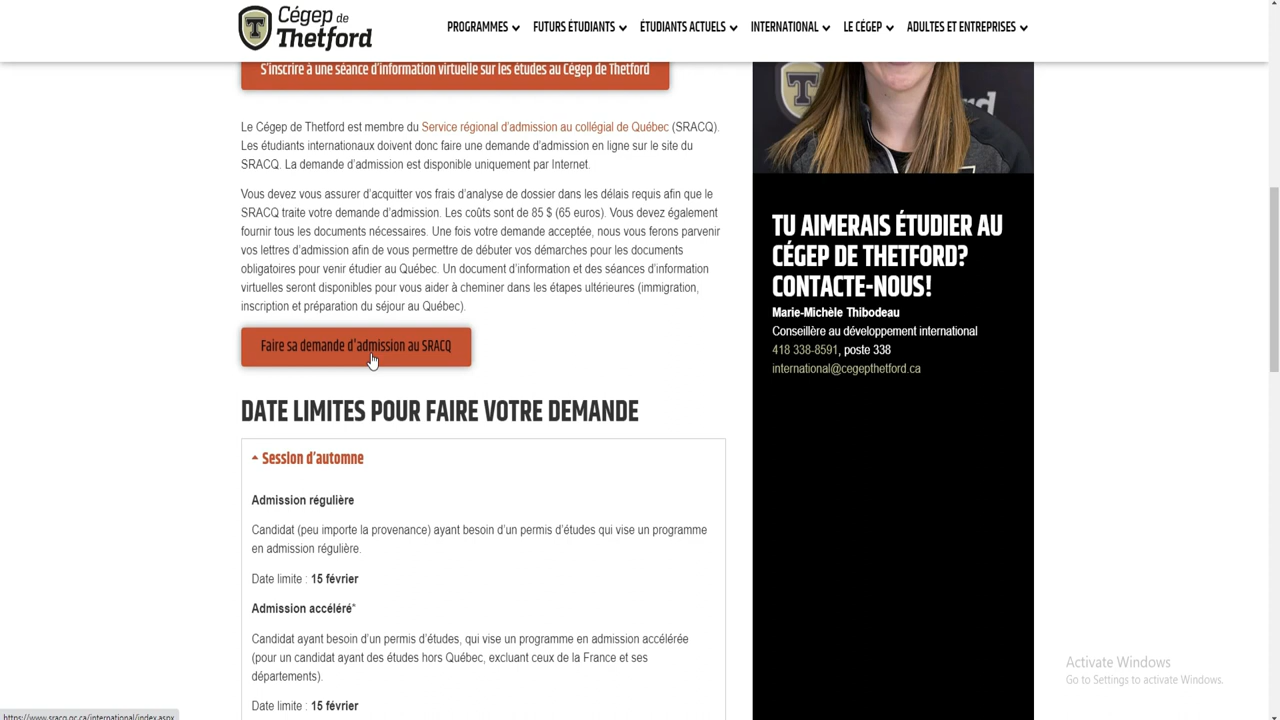 Cégep de
Thetford
PROGRAMMES FUTURS ÉTUDIANTS ÉTUDIANTS ACTUELS INTERNATIONAL LE CÉGEP ADULTES ET ENTREPRISES
S'inscrire à une séance d'information virtuelle sur les études au Cégep de Thetford
Le Cégep de Thetford est membre du Service régional d'admission au collégial de Québec (SRACQ).
Les étudiants internationaux doivent donc faire une demande d'admission en ligne sur le site du
SRACQ. La demande d'admission est disponible uniquement par Internet.
Vous devez vous assurer d'acquitter vos frais d'analyse de dossier dans les délais requis afin que le
SRACQ traite votre demande d'admission. Les coûts sont de 85 $ (65 euros). Vous devez également
fournir tous les documents nécessaires. Une fois votre demande acceptée, nous vous ferons parvenir
vos lettres d'admission afin de vous permettre de débuter vos démarches pour les documents
obligatoires pour venir étudier au Québec. Un document d'information et des séances d'information
virtuelles seront disponibles pour vous aider à cheminer dans les étapes ultérieures (immigration,
inscription et préparation du séjour au Québec).
Faire sa demande d'admission au SRACQ
DATE LIMITES POUR FAIRE VOTRE DEMANDE
Session d'automne
Admission régulière
Candidat (peu importe la provenance) ayant besoin d'un permis d'études qui vise un programme
en admission régulière.
Date limite : 15 février
Admission accéléré*
Candidat ayant besoin d'un permis d'études, qui vise un programme en admission accélérée
(pour un candidat ayant des études hors Québec, excluant ceux de la France et ses
départements).
Date limite : 15 février
TU AIMERAIS ÉTUDIER AU
CÉGEP DE THETFORD?
CONTACTE-NOUS!
Marie-Michèle Thibodeau
Conseillère au développement international
418 338-8591, poste 338
international@cegepthetford.ca
Activate Windows
Go to Settings to activate Windows.
https://www.sracq.qc.ca/international/index.aspx